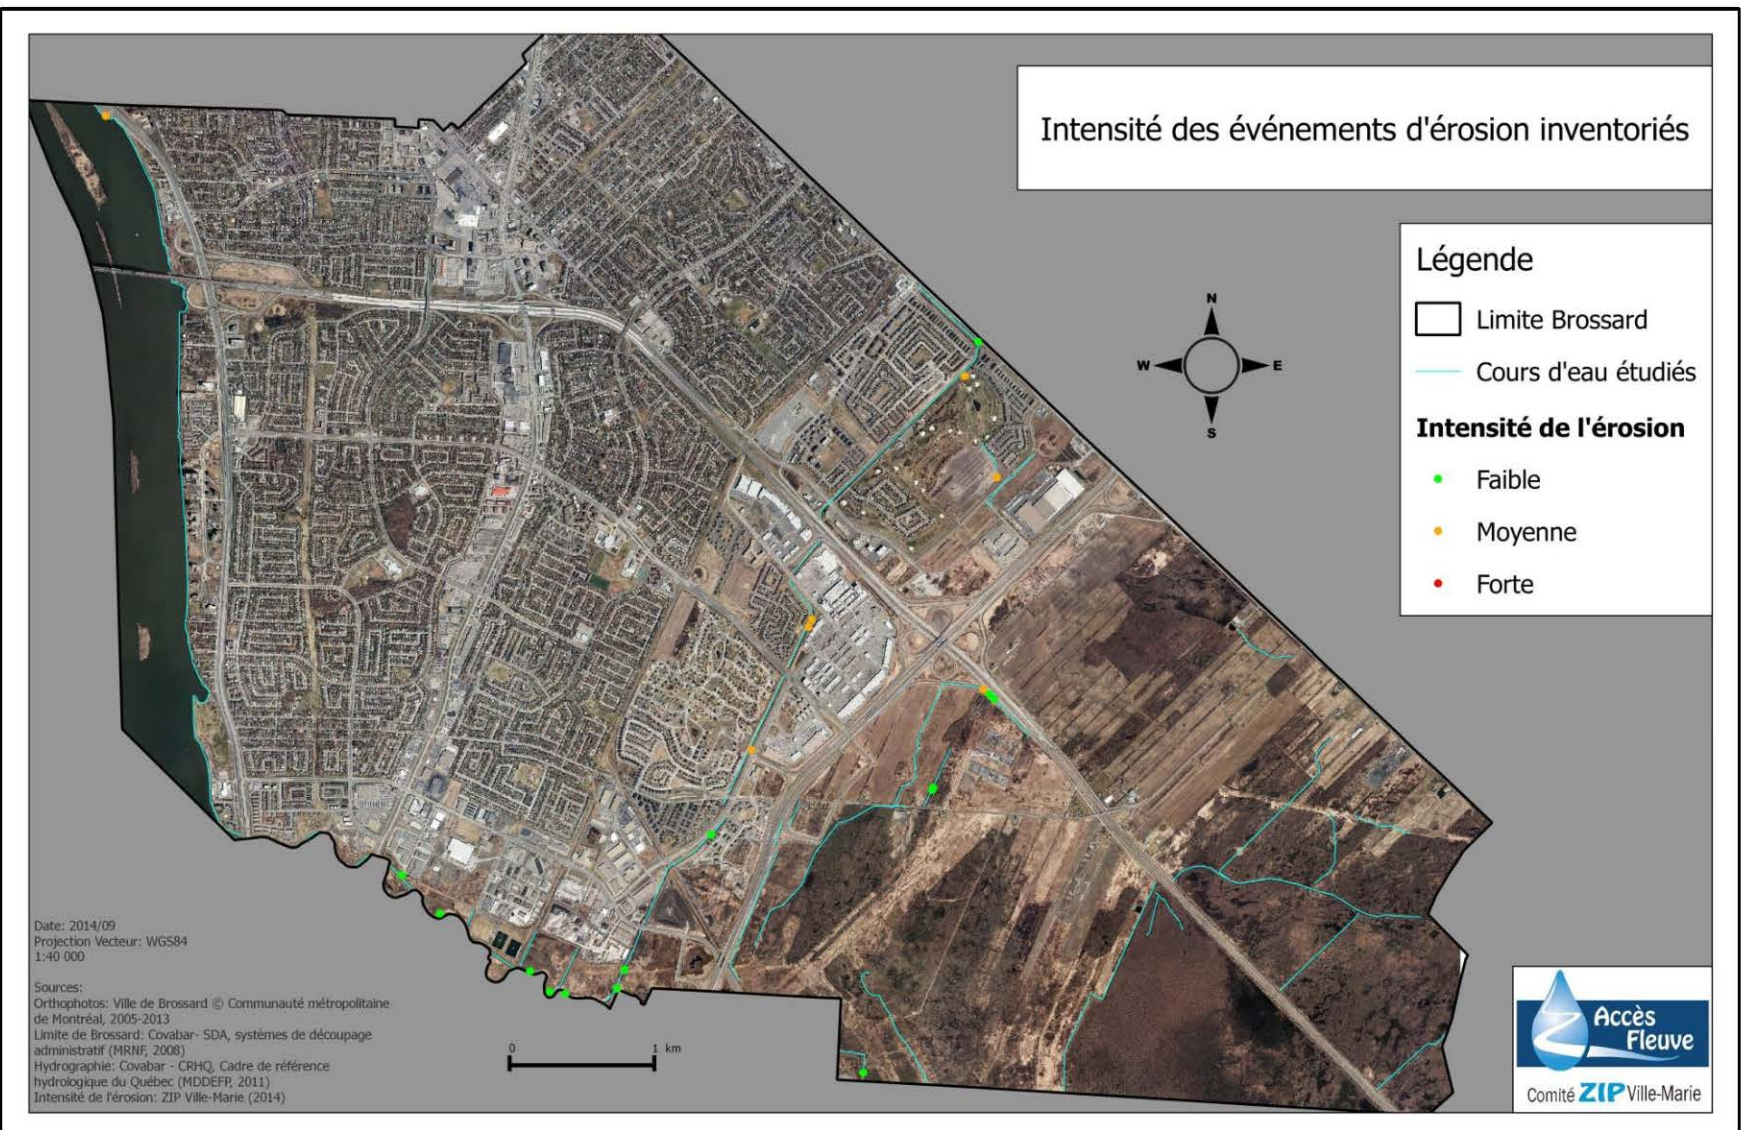 Intensité des événements d'érosion inventoriés
Légende
Limite Brossard
Cours d'eau étudiés
Intensité de l'érosion
Faible
Moyenne
Forte
N
W
E
S
Date: 2014/09
Projection Vecteur: WGS84
1:40 000
Sources:
Orthophotos: Ville de Brossard © Communauté métropolitaine
de Montréal, 2005-2013
Limite de Brossard: Covabar- SDA, systèmes de découpage
administratif (MRNF, 2008)
Hydrographie: Covabar - CRHQ, Cadre de référence
hydrologique du Québec (MDDEFP, 2011)
Intensité de l'érosion: ZIP Ville-Marie (2014)
0 1 km
Accès
Fleuve
Comité ZIP Ville-Marie